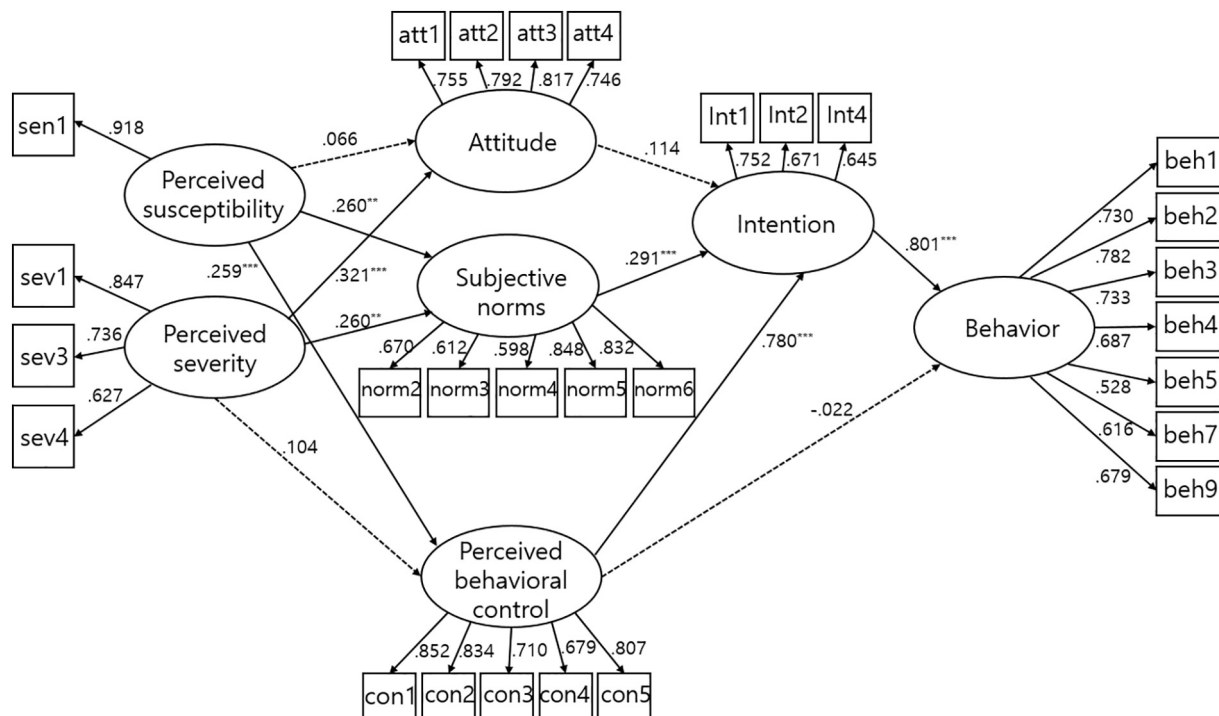 att1 att2 att3 att4
.755 .792 .817 .746
sen1
.918
Perceived
susceptibility
.066
Attitude
.114
Int1 Int2 Int4
.752 .671 .645
Intention
.260**
.259***
.321***
Subjective
norms
.291***
.801***
sev1
.847
sev3
.736
sev4
.627
Perceived
severity
.260**
.670 .612 .598 .848 .832
norm2 norm3 norm4 norm5 norm6
.780***
Behavior
beh1
.730
beh2
.782
beh3
.733
beh4
.687
beh5
.528
beh7
.616
beh9
.679
.104
-.022
Perceived
behavioral
control
.852 .834 .710 .679 .807
con1 con2 con3 con4 con5